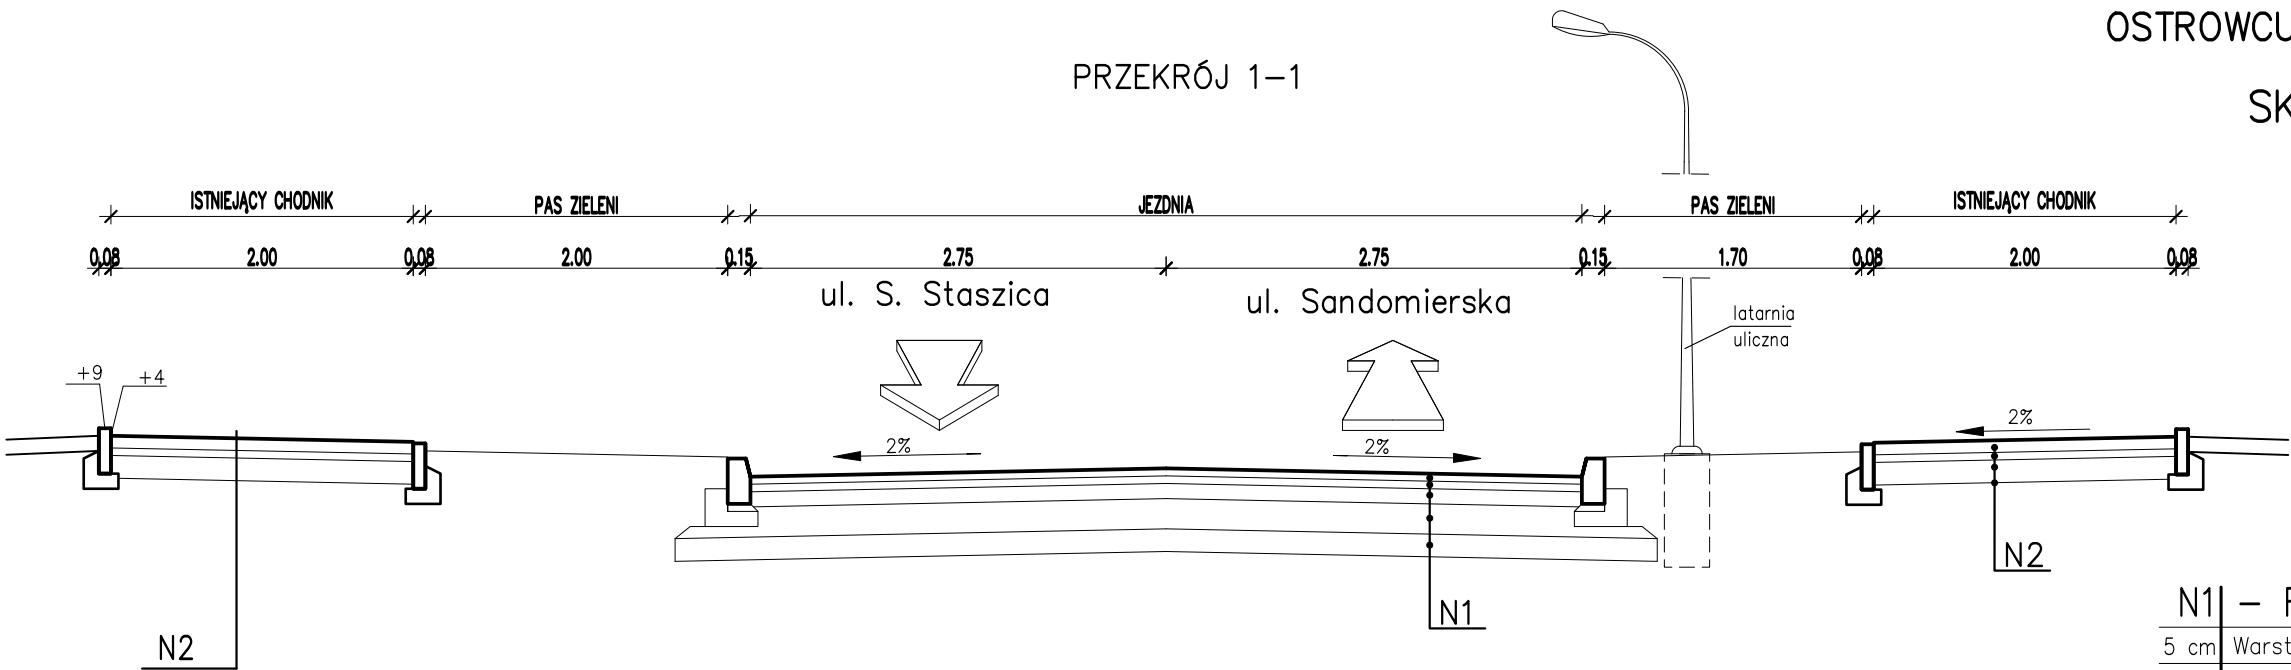 OSTROWCU
PRZEKRÓJ 1-1
SK
ISTNIEJĄCY CHODNIK PAS ZIELENI JEZDNIA PAS ZIELENI ISTNIEJĄCY CHODNIK
0.08 2.00 0.08 2.00 0.15 2.75 2.75 0.15 1.70 0.08 2.00 0.08
ul. S. Staszica ul. Sandomierska
latarnia
uliczna
+9 +4
2% 2% 2%
N2
N1
N2
N1 - P
5 cm Warst